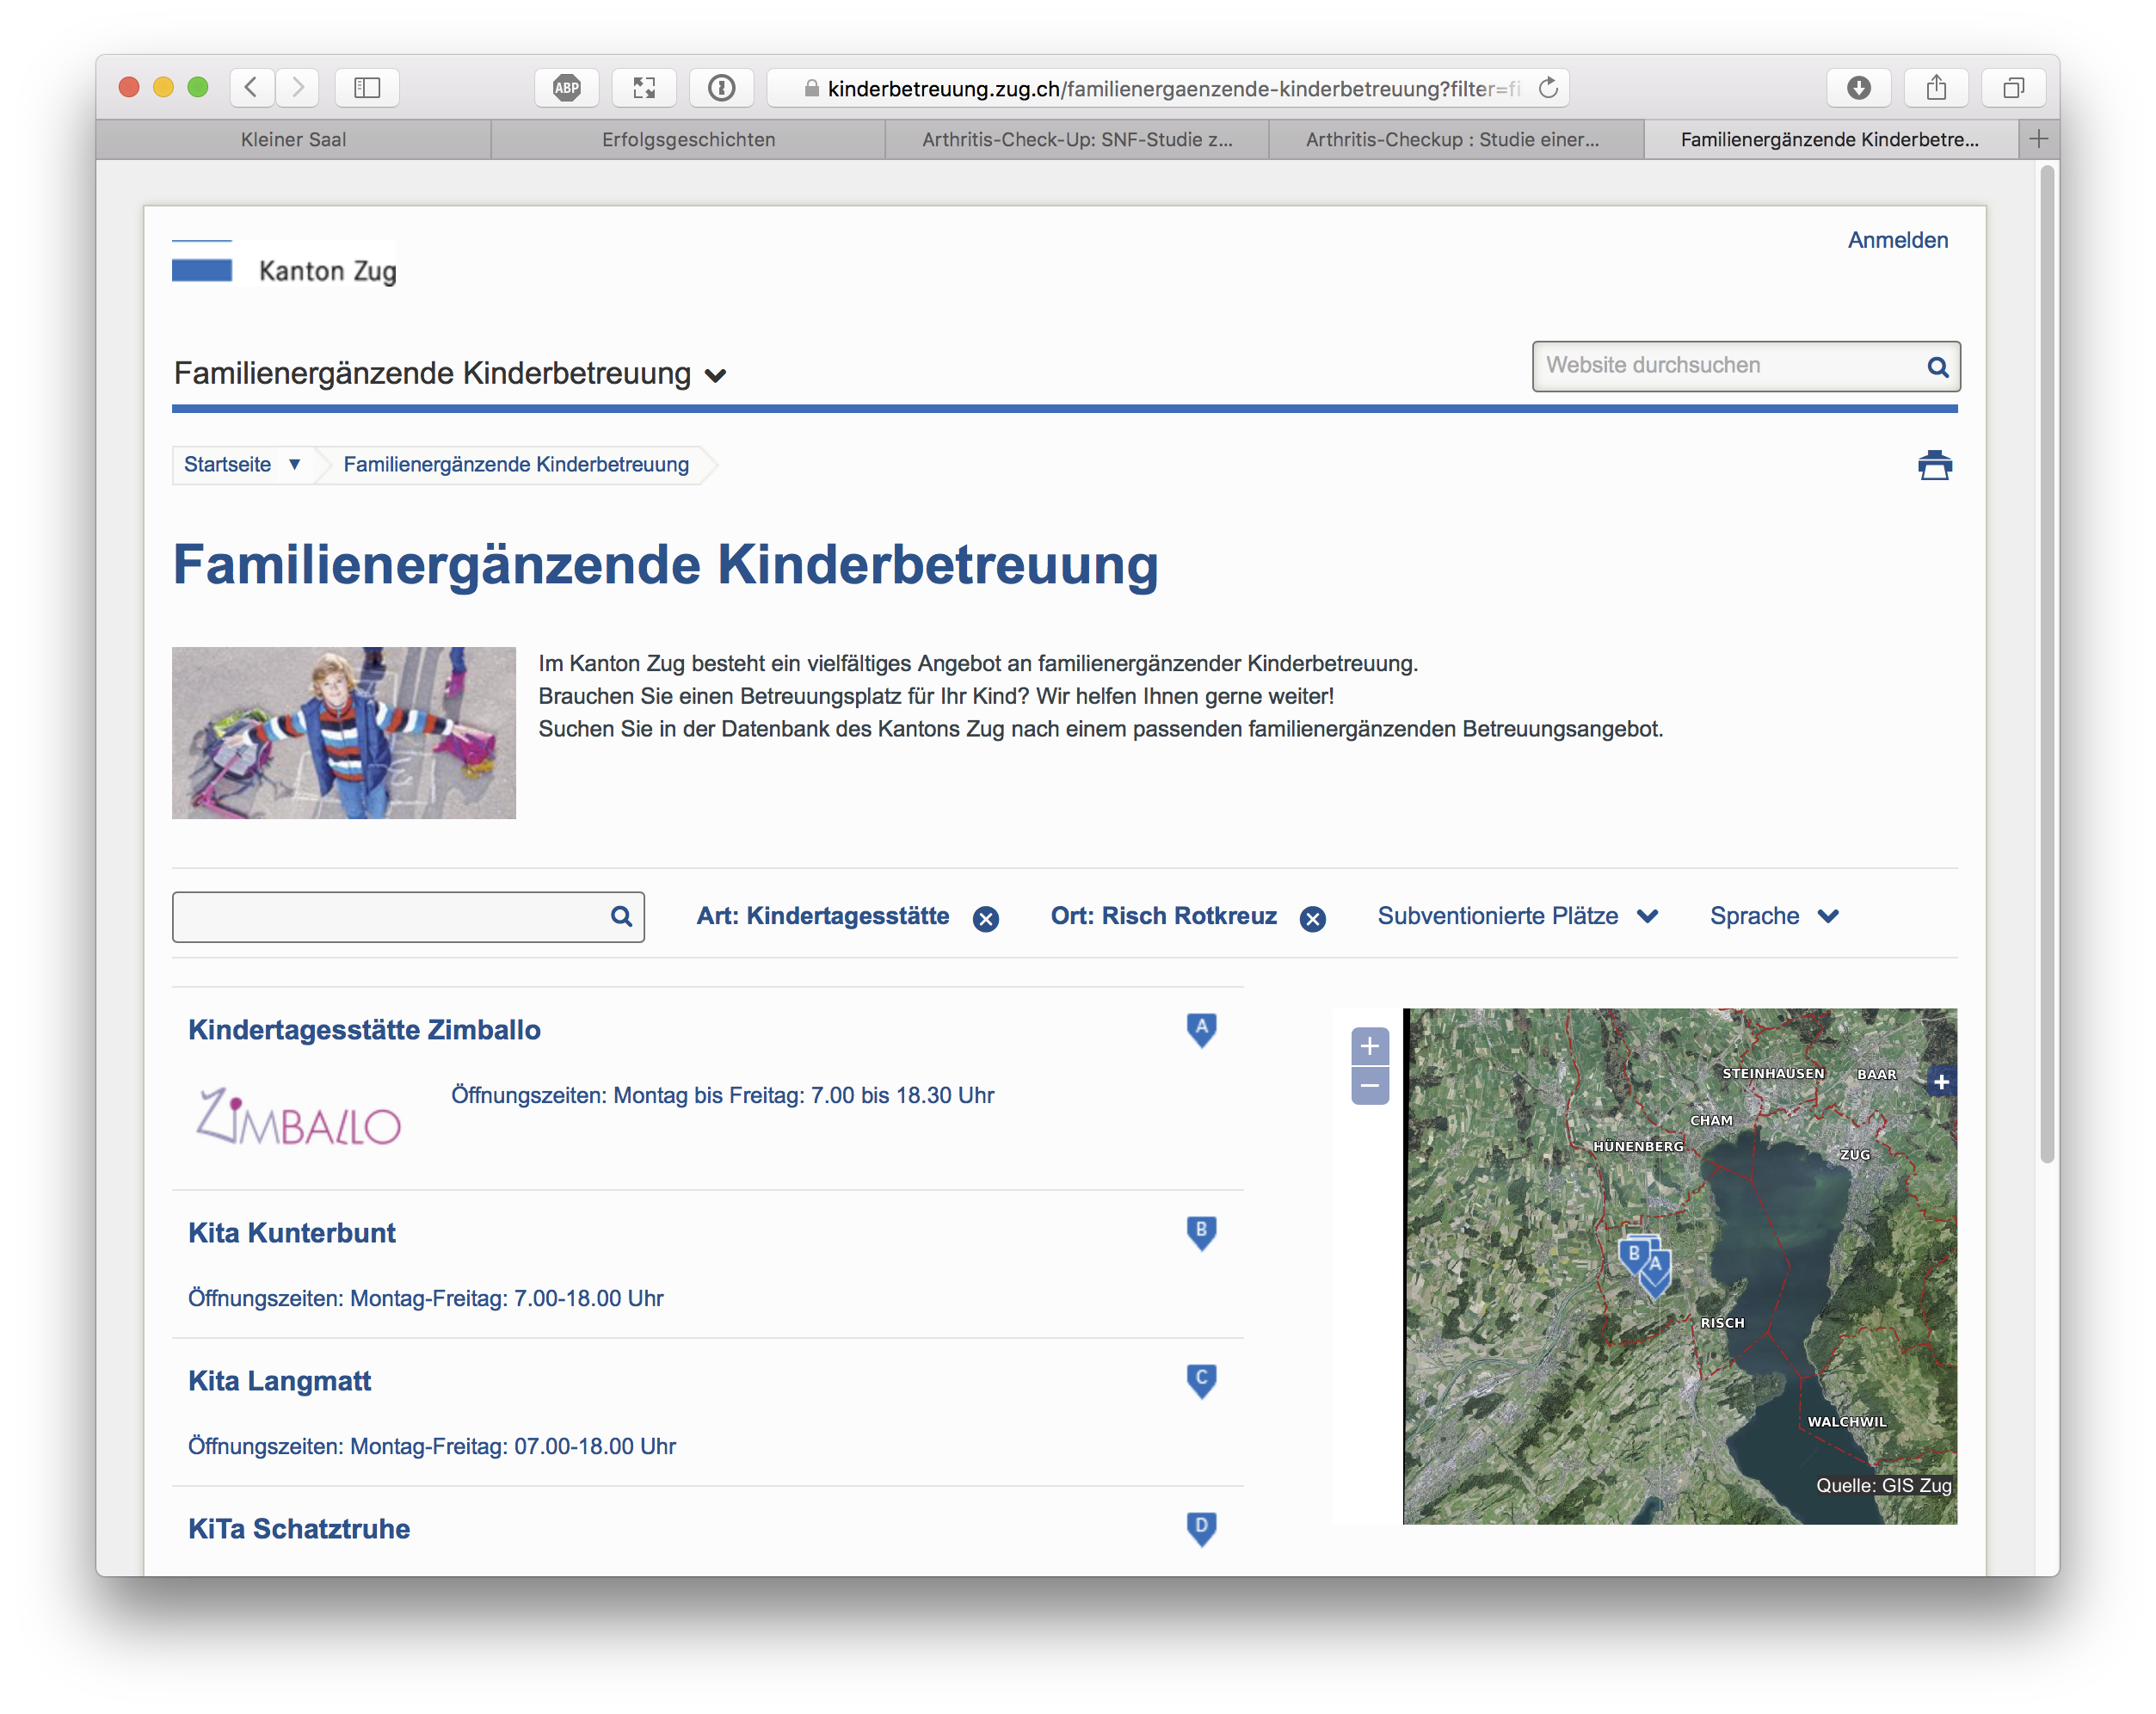 ABP
kinderbetreuung.zug.ch/familienergaenzende-kinderbetreuung?filter=fi
Kleiner Saal
Erfolgsgeschichten
Arthritis-Check-Up: SNF-Studie z...
Arthritis-Checkup : Studie einer...
Familienergänzende Kinderbetre...
Kanton Zug
Anmelden
Familienergänzende Kinderbetreuung
Website durchsuchen
Startseite
Familienergänzende Kinderbetreuung
Familienergänzende Kinderbetreuung
Im Kanton Zug besteht ein vielfältiges Angebot an familienergänzender Kinderbetreuung.
Brauchen Sie einen Betreuungsplatz für Ihr Kind? Wir helfen Ihnen gerne weiter!
Suchen Sie in der Datenbank des Kantons Zug nach einem passenden familienergänzenden Betreuungsangebot.
Art: Kindertagesstätte
Ort: Risch Rotkreuz
Subventionierte Plätze
Sprache
Kindertagesstätte Zimballo
A
ZIMBALLO
Öffnungszeiten: Montag bis Freitag: 7.00 bis 18.30 Uhr
Kita Kunterbunt
B
Öffnungszeiten: Montag-Freitag: 7.00-18.00 Uhr
Kita Langmatt
C
Öffnungszeiten: Montag-Freitag: 07.00-18.00 Uhr
KiTa Schatztruhe
D
+
−
STEINHAUSEN
BAAR
+
CHAM
HÜNENBERG
ZUG
B
A
RISCH
WALCHWIL
Quelle: GIS Zug